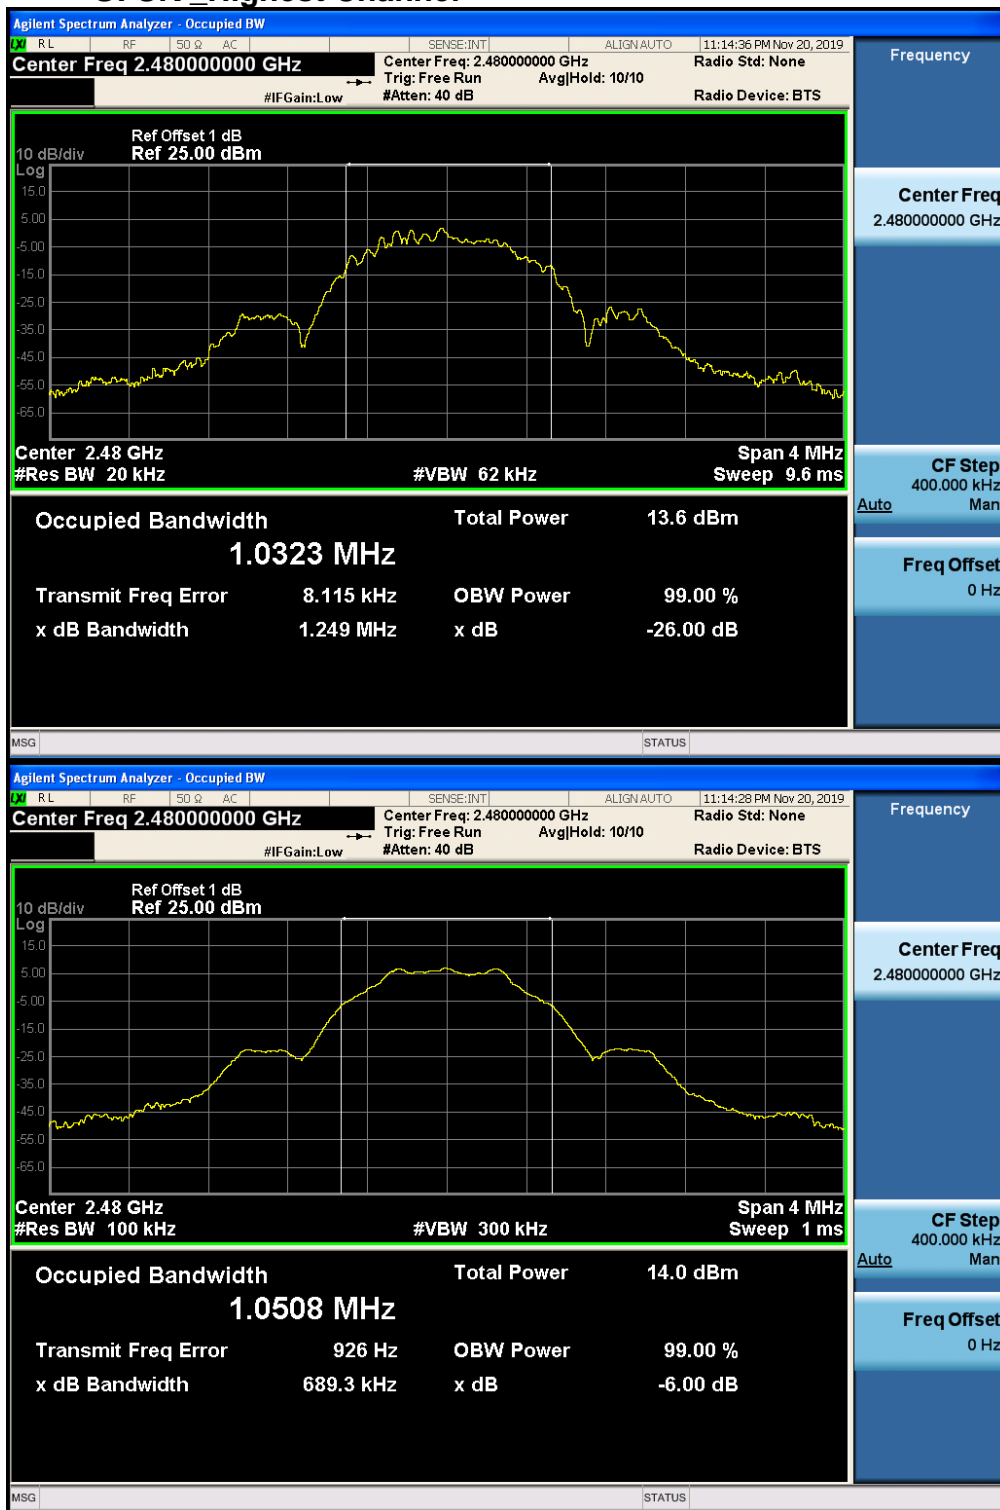 Agilent Spectrum Analyzer - Occupied BW
LXI RL RF 50 Ω AC SENSE:INT ALIGNAUTO 11:14:36 PM Nov 20, 2019
Center Freq 2.480000000 GHz
Center Freq: 2.480000000 GHz
Radio Std: None
Trig: Free Run Avg|Hold: 10/10
#IFGain:Low
#Atten: 40 dB
Radio Device: BTS
Frequency
Ref Offset 1 dB
10 dB/div Ref 25.00 dBm
Log
15.0
5.00
-5.00
-15.0
-25.0
-35.0
-45.0
-55.0
-65.0
Center 2.48 GHz Span 4 MHz
#Res BW 20 kHz #VBW 62 kHz Sweep 9.6 ms
Center Freq
2.480000000 GHz
CF Step
400.000 kHz
Auto Man
Freq Offset
0 Hz
Occupied Bandwidth Total Power 13.6 dBm
1.0323 MHz
Transmit Freq Error 8.115 kHz OBW Power 99.00 %
x dB Bandwidth 1.249 MHz x dB -26.00 dB
MSG STATUS
Agilent Spectrum Analyzer - Occupied BW
LXI RL RF 50 Ω AC SENSE:INT ALIGNAUTO 11:14:28 PM Nov 20, 2019
Center Freq 2.480000000 GHz
Center Freq: 2.480000000 GHz
Radio Std: None
Trig: Free Run Avg|Hold: 10/10
#IFGain:Low
#Atten: 40 dB
Radio Device: BTS
Frequency
Ref Offset 1 dB
10 dB/div Ref 25.00 dBm
Log
15.0
5.00
-5.00
-15.0
-25.0
-35.0
-45.0
-55.0
-65.0
Center 2.48 GHz Span 4 MHz
#Res BW 100 kHz #VBW 300 kHz Sweep 1 ms
Center Freq
2.480000000 GHz
CF Step
400.000 kHz
Auto Man
Freq Offset
0 Hz
Occupied Bandwidth Total Power 14.0 dBm
1.0508 MHz
Transmit Freq Error 926 Hz OBW Power 99.00 %
x dB Bandwidth 689.3 kHz x dB -6.00 dB
MSG STATUS